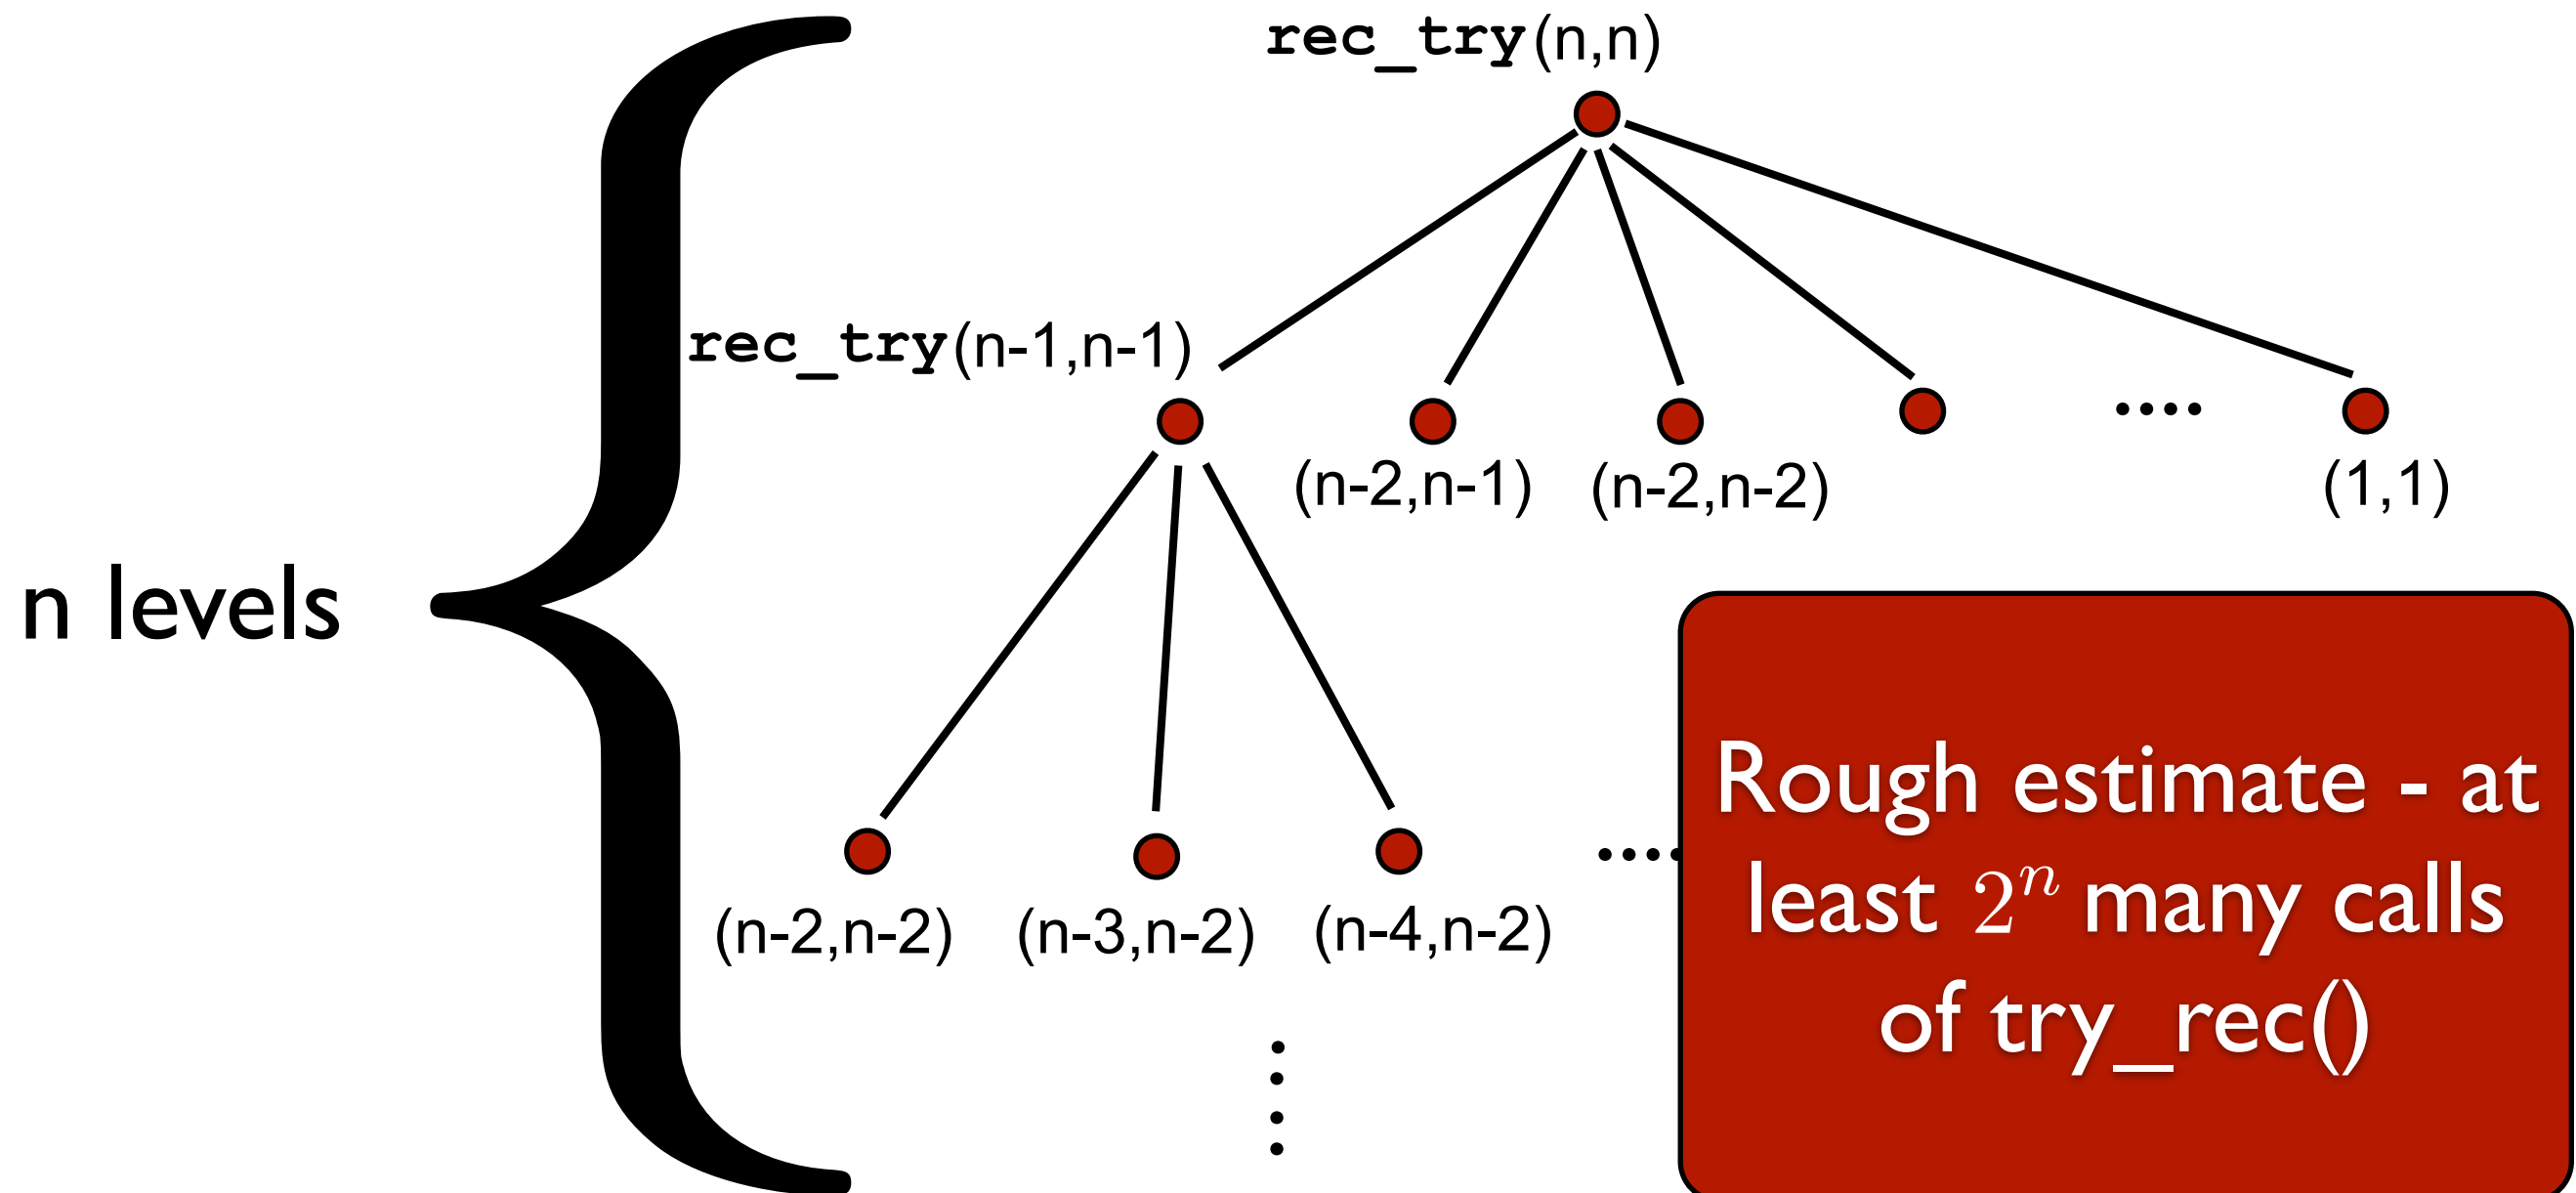 rec_try(n,n)
rec_try(n-1,n-1)
....
(n-2,n-1) (n-2,n-2) (1,1)
n levels
....
(n-2,n-2) (n-3,n-2) (n-4,n-2)
Rough estimate - at
least 2^n many calls
of try_rec()